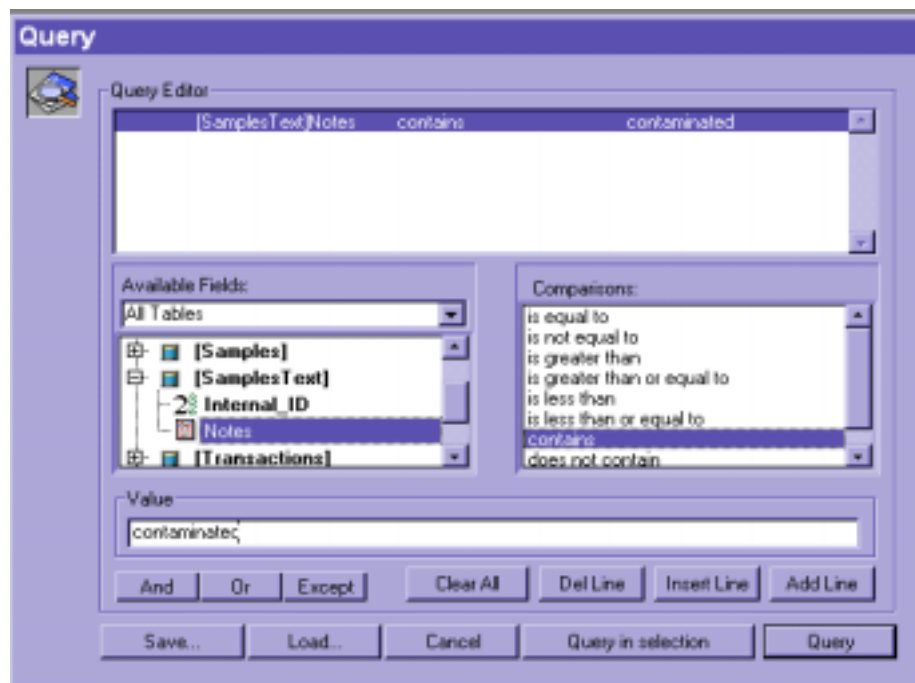 Query
Query Editor
[SamplesText]Notes contains contaminated
Available Fields:
All Tables
[Samples]
[SamplesText]
Internal_ID
Notes
[Transactions]
Comparisons:
is equal to
is not equal to
is greater than
is greater than or equal to
is less than
is less than or equal to
contains
does not contain
Value
contaminated
And Or Except Clear All Del Line Insert Line Add Line
Save... Load... Cancel Query in selection Query